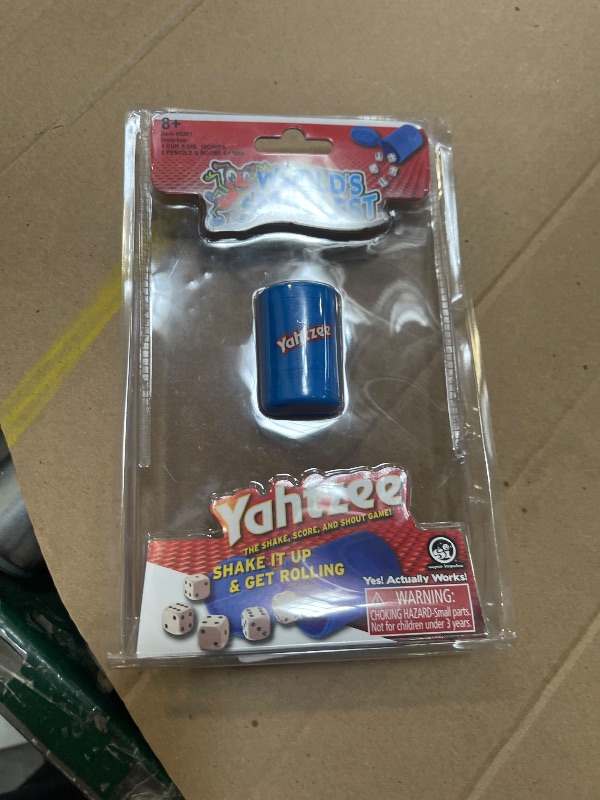 8+
Includes:
WORLD'S
Yahtzee
Yahtzee
THE SHAKE, SCORE, AND SHOUT GAME!
SHAKE IT UP
& GET ROLLING
Yes! Actually Works!
WARNING:
CHOKING HAZARD-Small parts.
Not for children under 3 years.